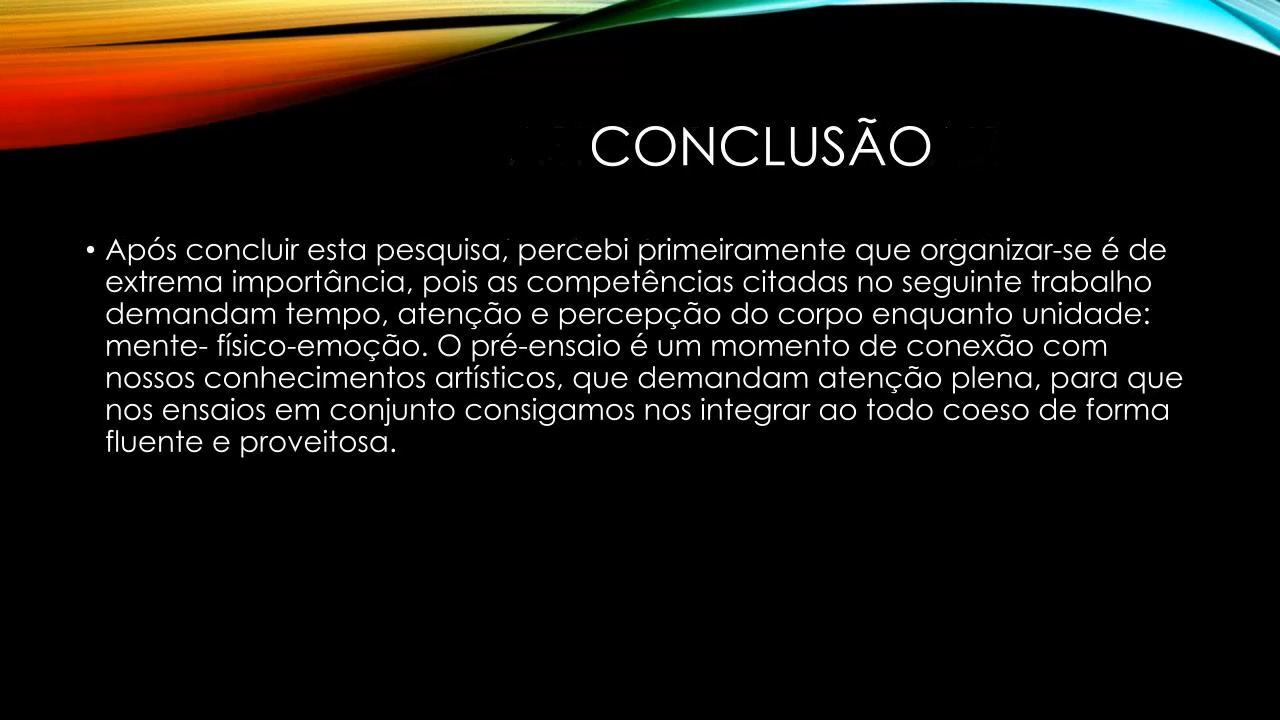 CONCLUSÃO
• Após concluir esta pesquisa, percebi primeiramente que organizar-se é de
extrema importância, pois as competências citadas no seguinte trabalho
demandam tempo, atenção e percepção do corpo enquanto unidade:
mente- físico-emoção. O pré-ensaio é um momento de conexão com
nossos conhecimentos artísticos, que demandam atenção plena, para que
nos ensaios em conjunto consigamos nos integrar ao todo coeso de forma
fluente e proveitosa.